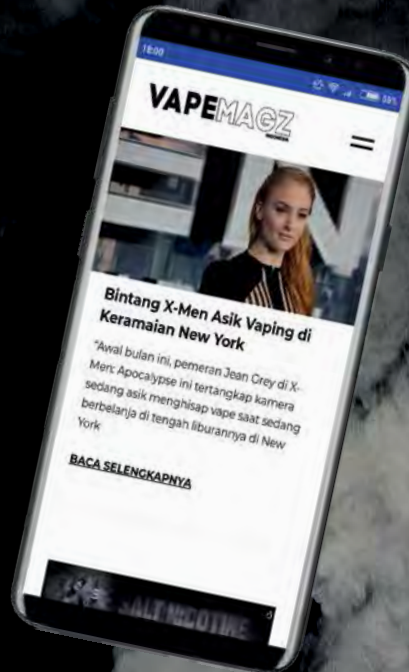 18:00
59%
VAPEMAGZ
Bintang X-Men Asik Vaping di
Keramaian New York
"Awal bulan ini, pemeran Jean Grey di X-
Men: Apocalypse ini tertangkap kamera
sedang asik menghisap vape saat sedang
berbelanja di tengah liburannya di New
York
BACA SELENGKAPNYA
SALT NICOTINE